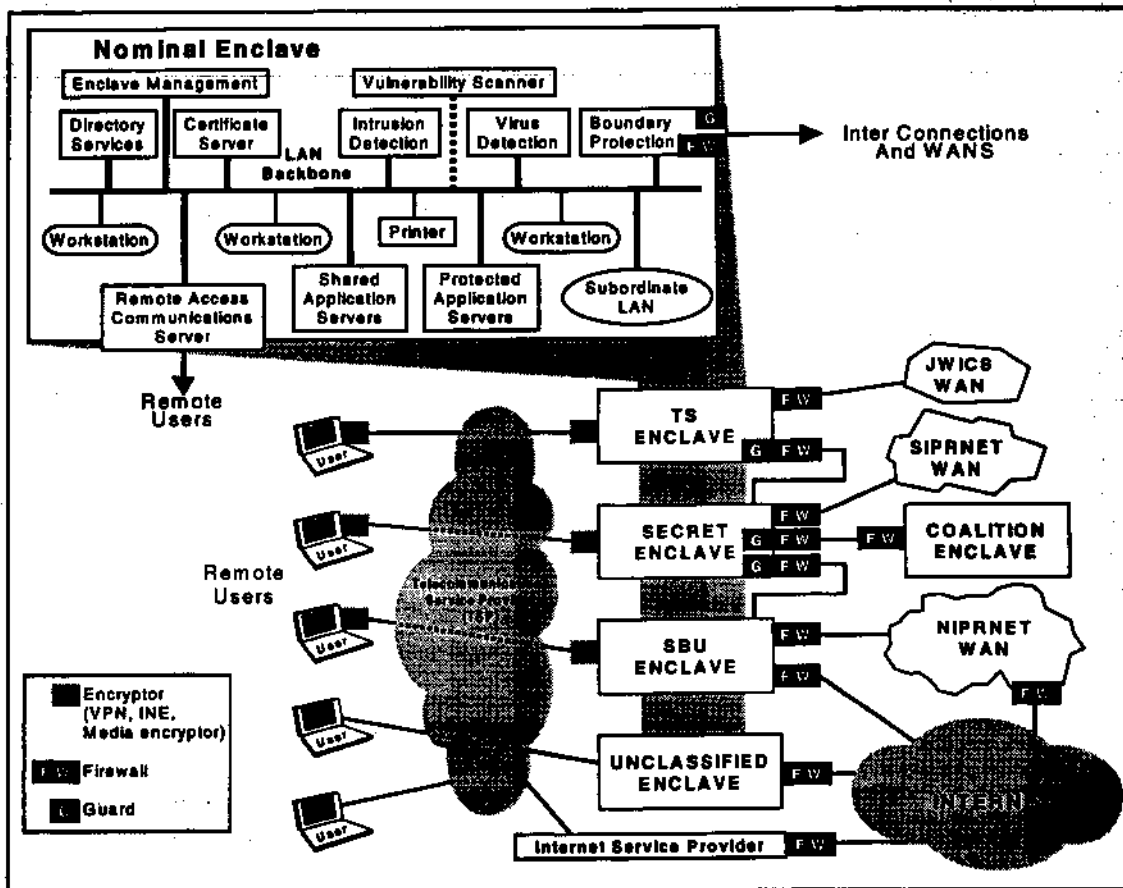 Nominal Enclave
Enclave Management
Vulnerability Scanner
Directory
Services
Certificate
Server
Intrusion
Detection
Virus
Detection
Boundary
Protection
G
FW
Inter Connections
And WANS
LAN
Backbone
Workstation
Workstation
Printer
Workstation
Remote Access
Communications
Server
Shared
Application
Servers
Protected
Application
Servers
Subordinate
LAN
Remote
Users
TS
ENCLAVE
FW
G FW
JWICS
WAN
User
SIPRNET
WAN
SECRET
ENCLAVE
FW
G FW
G FW
FW
COALITION
ENCLAVE
User
Remote
Users
Service
(TSP)
User
SBU
ENCLAVE
FW
FW
NIPRNET
WAN
FW
Encryptor
(VPN, INE,
Media encryptor)
FW Firewall
Guard
User
UNCLASSIFIED
ENCLAVE
FW
User
Internet Service Provider
FW